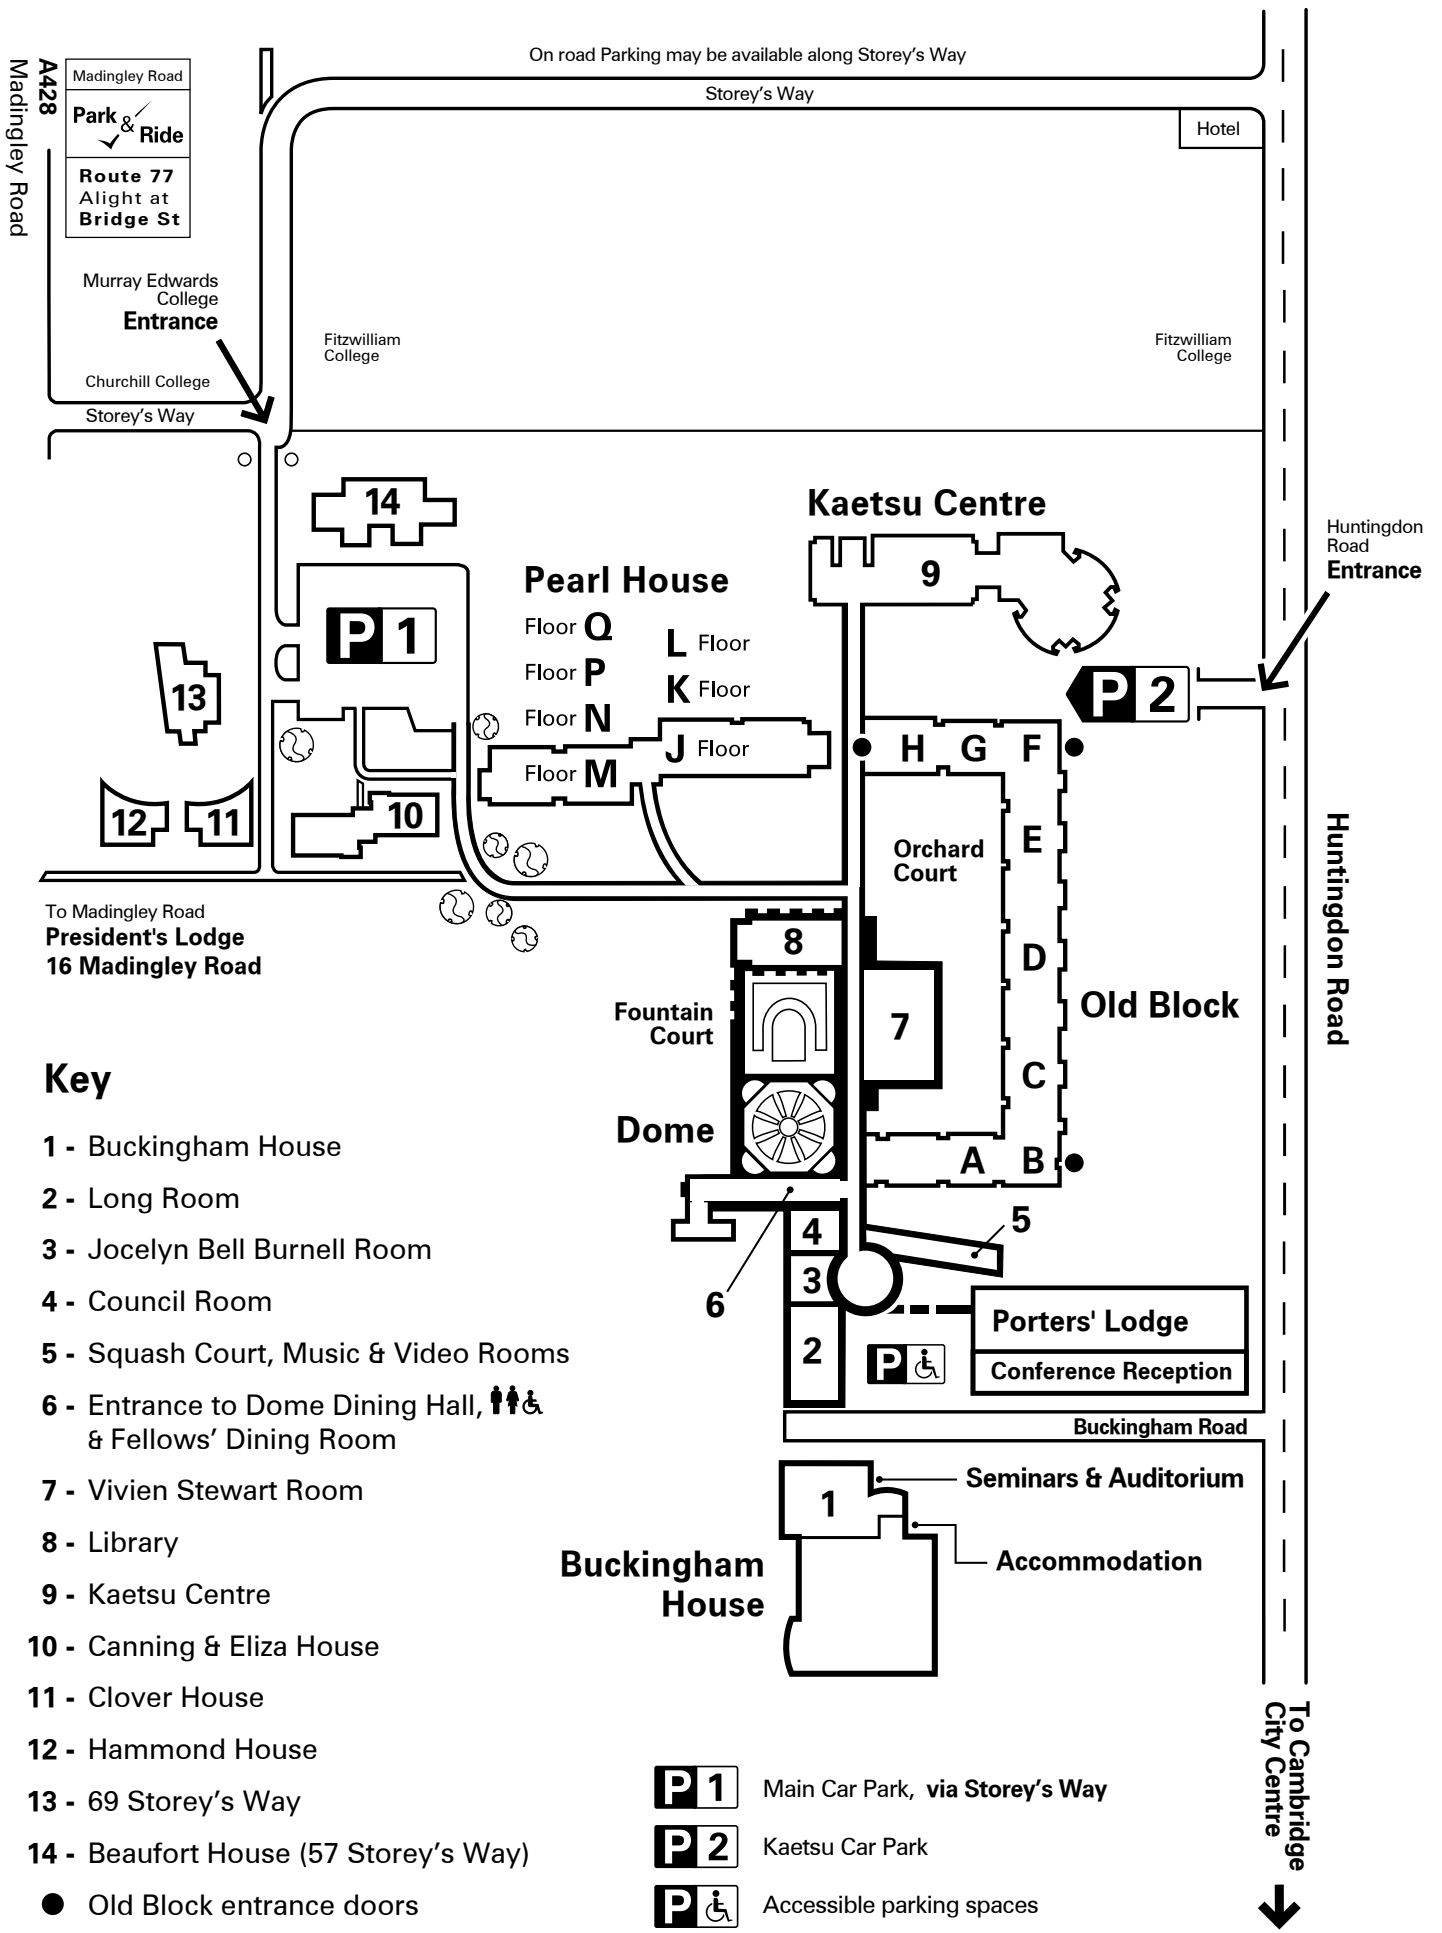 On road Parking may be available along Storey's Way
Storey's Way
Hotel
A428
Madingley Road
Madingley Road
Park & Ride
Route 77
Alight at
Bridge St
Murray Edwards
College
Entrance
Churchill College
Storey's Way
Fitzwilliam
College
Fitzwilliam
College
Huntingdon
Road
Entrance
Kaetsu Centre
14
9
Pearl House
Floor Q
L Floor
Floor P
K Floor
Floor N
J Floor
Floor M
P 1
P 2
13
12
11
10
H G F
E
D
C
A B
Orchard
Court
Old Block
Huntingdon Road
To Madingley Road
President's Lodge
16 Madingley Road
8
Fountain
Court
7
Dome
5
4
3
6
2
Porters' Lodge
Conference Reception
P
Buckingham Road
Seminars & Auditorium
1
Accommodation
Buckingham
House
To Cambridge
City Centre
Key
1 - Buckingham House
2 - Long Room
3 - Jocelyn Bell Burnell Room
4 - Council Room
5 - Squash Court, Music & Video Rooms
6 - Entrance to Dome Dining Hall,
& Fellows’ Dining Room
7 - Vivien Stewart Room
8 - Library
9 - Kaetsu Centre
10 - Canning & Eliza House
11 - Clover House
12 - Hammond House
13 - 69 Storey's Way
14 - Beaufort House (57 Storey’s Way)
Old Block entrance doors
P 1 Main Car Park, via Storey’s Way
P 2 Kaetsu Car Park
P Accessible parking spaces